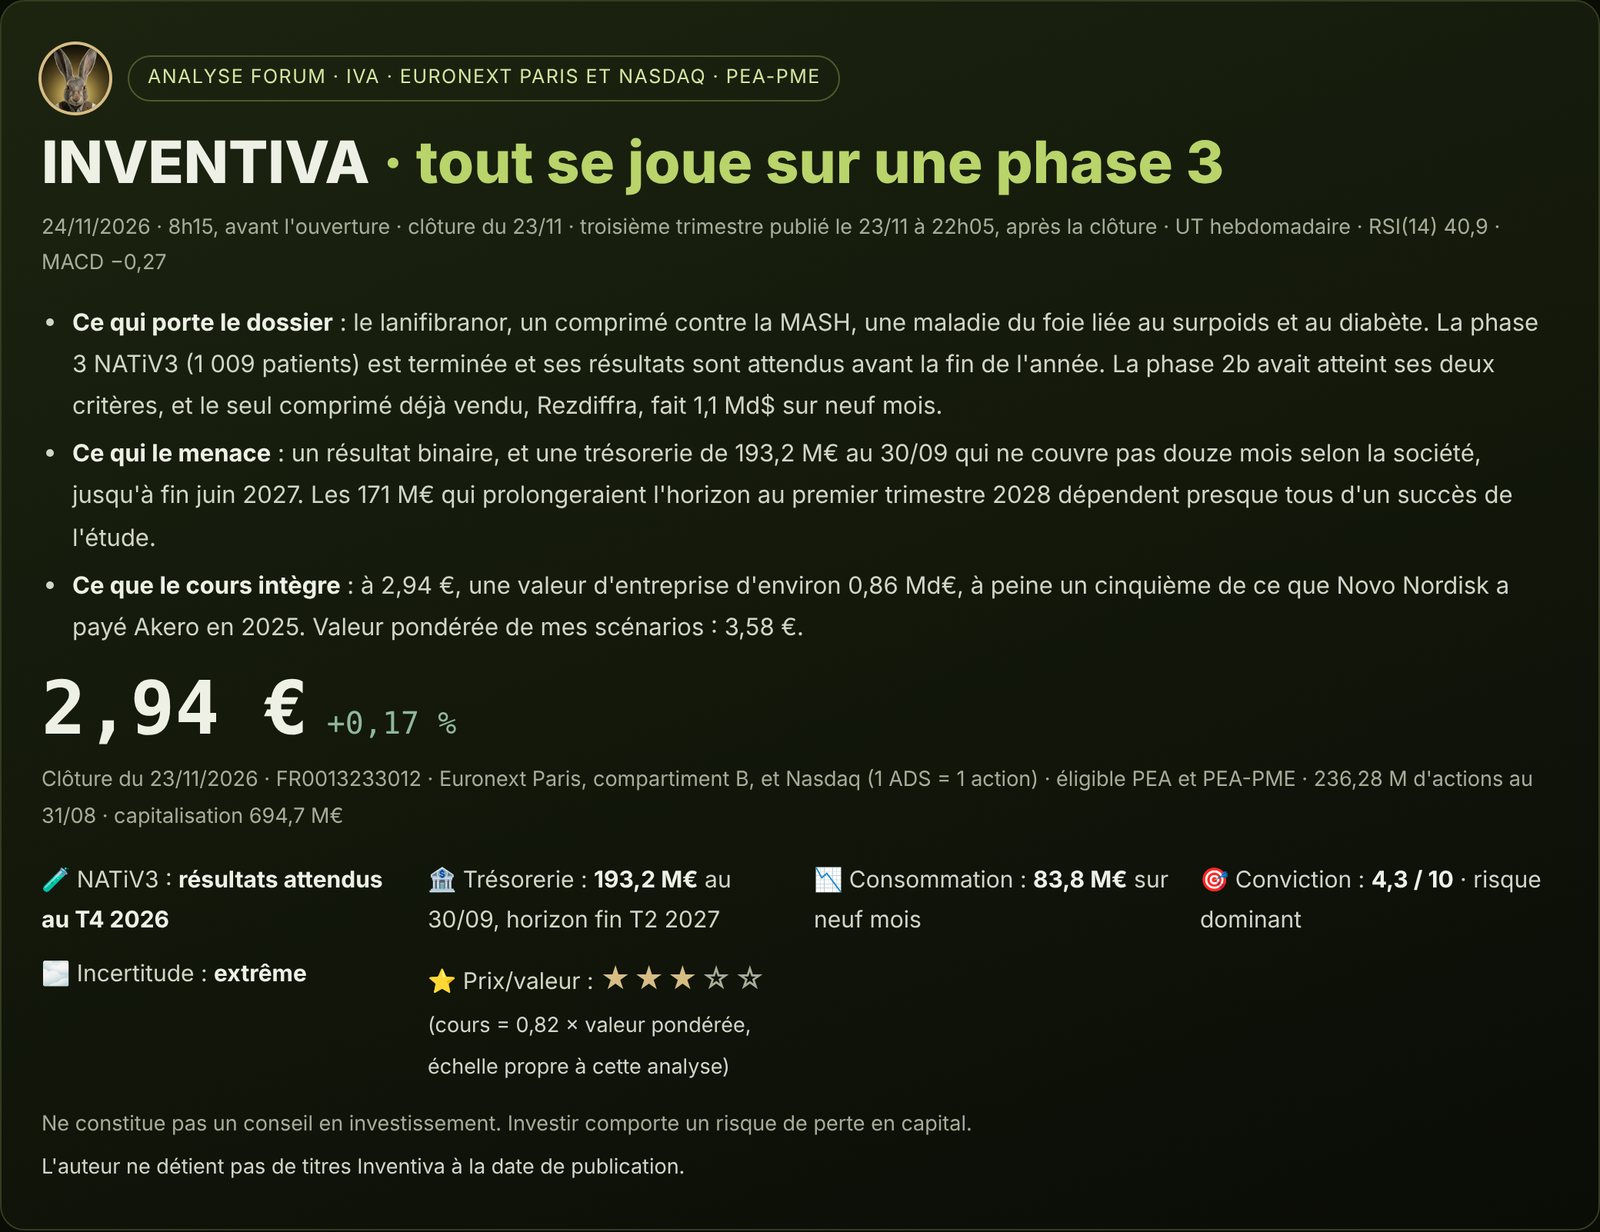 ANALYSE FORUM · IVA · EURONEXT PARIS ET NASDAQ · PEA-PME
INVENTIVA · tout se joue sur une phase 3
24/11/2026 · 8h15, avant l'ouverture · clôture du 23/11 · troisième trimestre publié le 23/11 à 22h05, après la clôture · UT hebdomadaire · RSI(14) 40,9 ·
MACD −0,27
• Ce qui porte le dossier : le lanifibranor, un comprimé contre la MASH, une maladie du foie liée au surpoids et au diabète. La phase
3 NATiV3 (1 009 patients) est terminée et ses résultats sont attendus avant la fin de l'année. La phase 2b avait atteint ses deux
critères, et le seul comprimé déjà vendu, Rezdiffra, fait 1,1 Md$ sur neuf mois.
• Ce qui le menace : un résultat binaire, et une trésorerie de 193,2 M€ au 30/09 qui ne couvre pas douze mois selon la société,
jusqu'à fin juin 2027. Les 171 M€ qui prolongeraient l'horizon au premier trimestre 2028 dépendent presque tous d'un succès de
l'étude.
• Ce que le cours intègre : à 2,94 €, une valeur d'entreprise d'environ 0,86 Md€, à peine un cinquième de ce que Novo Nordisk a
payé Akero en 2025. Valeur pondérée de mes scénarios : 3,58 €.
2,94 € +0,17 %
Clôture du 23/11/2026 · FR0013233012 · Euronext Paris, compartiment B, et Nasdaq (1 ADS = 1 action) · éligible PEA et PEA-PME · 236,28 M d'actions au
31/08 · capitalisation 694,7 M€
🧪 NATiV3 : résultats attendus
au T4 2026
🏦 Trésorerie : 193,2 M€ au
30/09, horizon fin T2 2027
📉 Consommation : 83,8 M€ sur
neuf mois
🎯 Conviction : 4,3 / 10 · risque
dominant
🌫️ Incertitude : extrême
⭐ Prix/valeur : ★★★☆☆
(cours = 0,82 × valeur pondérée,
échelle propre à cette analyse)
Ne constitue pas un conseil en investissement. Investir comporte un risque de perte en capital.
L'auteur ne détient pas de titres Inventiva à la date de publication.